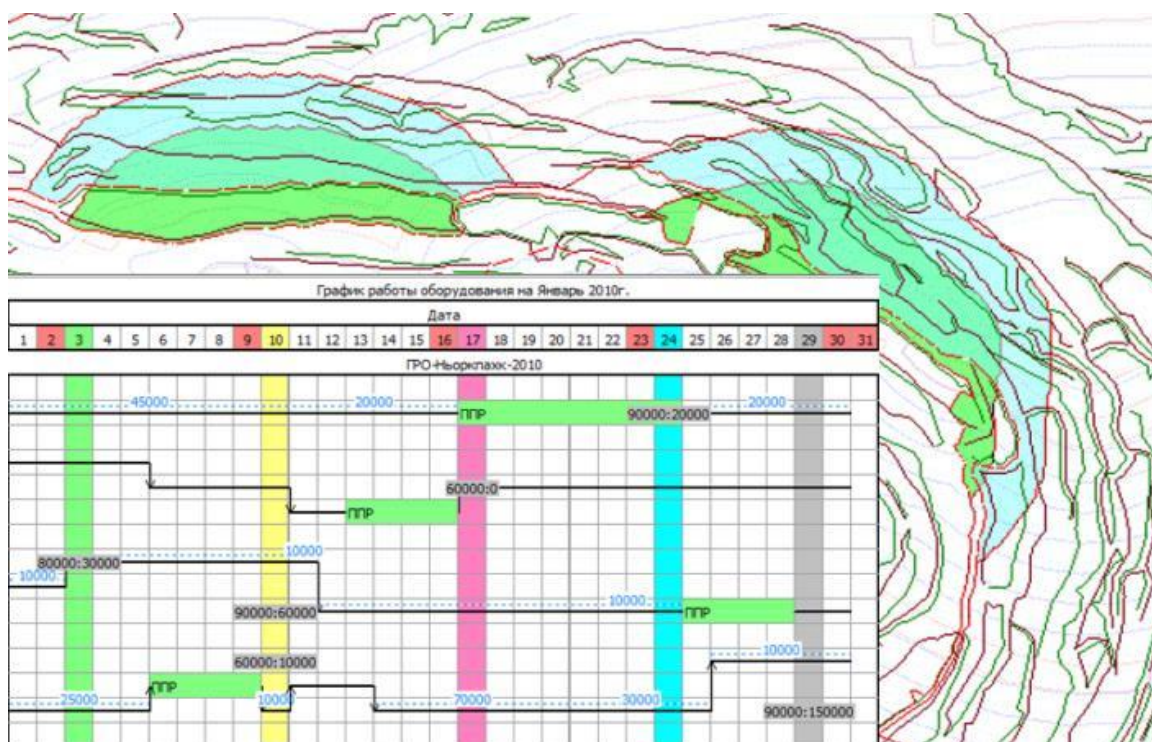 График работы оборудования на Январь 2010г.
Дата
1 2 3 4 5 6 7 8 9 10 11 12 13 14 15 16 17 18 19 20 21 22 23 24 25 26 27 28 29 30 31
ГРО-Ньоркпахк-2010
45000 20000 20000
ППР 90000:20000
60000:0
ППР
10000
80000:30000
10000
10000
90000:60000 ППР
10000
60000:10000
ППР
25000 10000 70000 30000
90000:150000